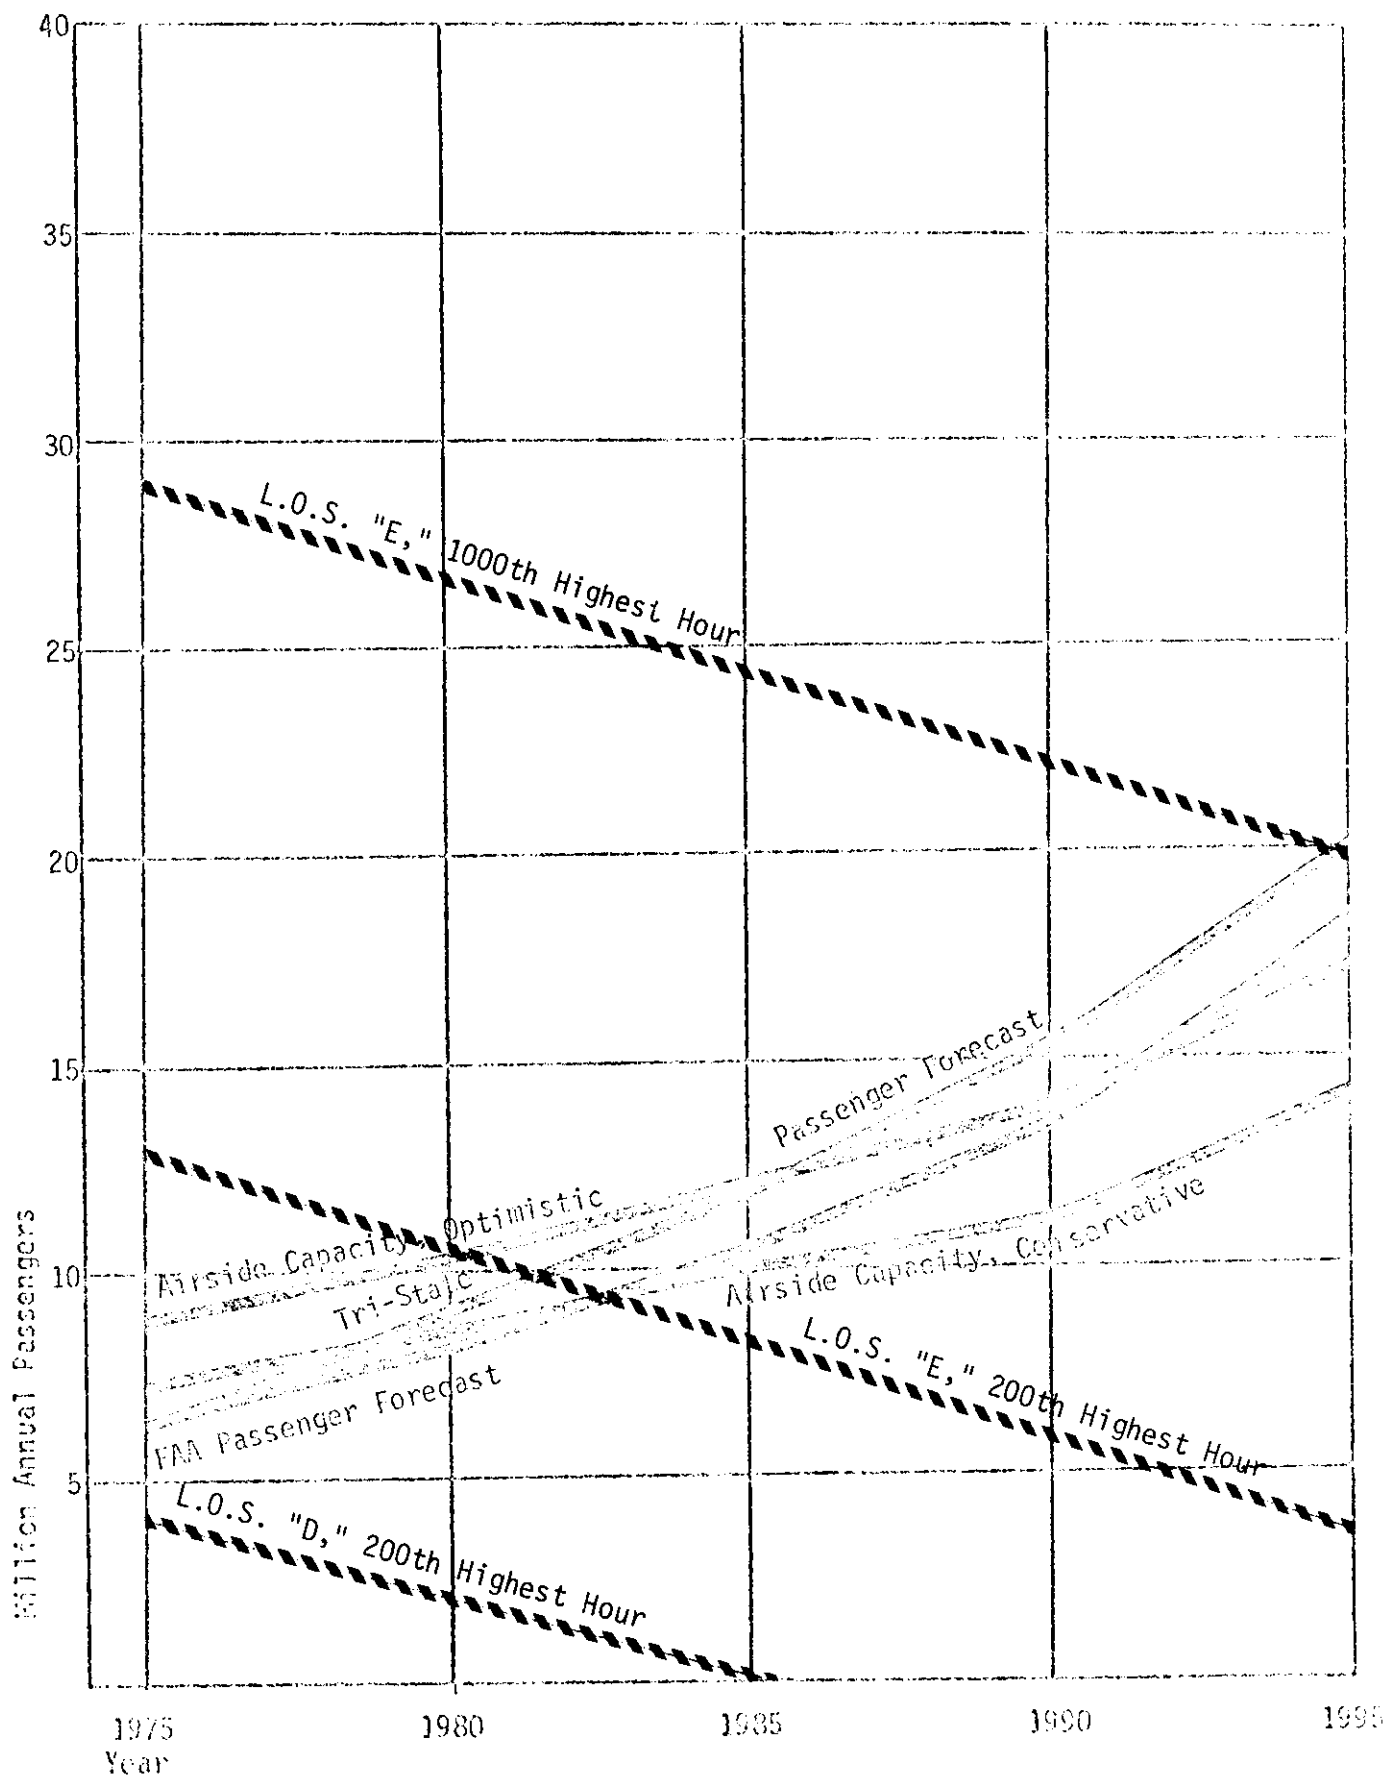 40
35
30
L.O.S. "E," 1000th Highest Hour
25
20
15
Passenger Forecast
Airside Capacity, Optimistic
10
Tri-State
Airside Capacity, Conservative
L.O.S. "E," 200th Highest Hour
FAA Passenger Forecast
5
L.O.S. "D," 200th Highest Hour
Million Annual Passengers
1975 1980 1985 1990 1995
Year